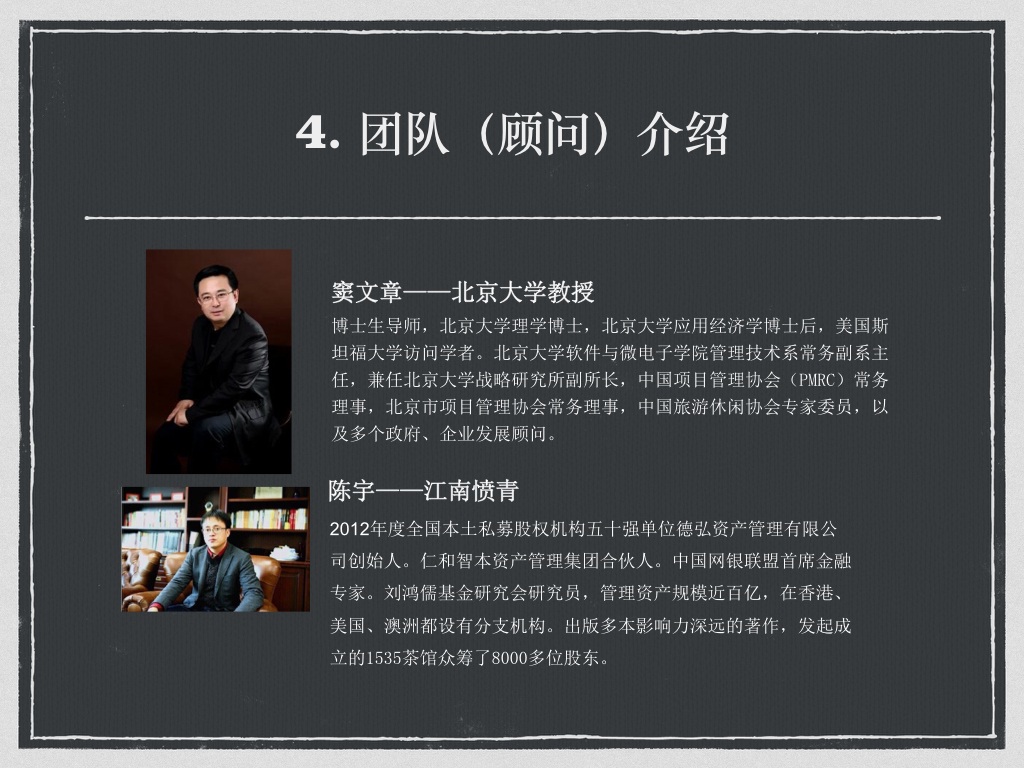 4. 团队（顾问）介绍
窦文章——北京大学教授
博士生导师，北京大学理学博士，北京大学应用经济学博士后，美国斯
坦福大学访问学者。北京大学软件与微电子学院管理技术系常务副系主
任，兼任北京大学战略研究所副所长，中国项目管理协会（PMRC）常务
理事，北京市项目管理协会常务理事，中国旅游休闲协会专家委员，以
及多个政府、企业发展顾问。
陈宇——江南愤青
2012年度全国本土私募股权机构五十强单位德弘资产管理有限公
司创始人。仁和智本资产管理集团合伙人。中国网银联盟首席金融
专家。刘鸿儒基金研究会研究员，管理资产规模近百亿，在香港、
美国、澳洲都设有分支机构。出版多本影响力深远的著作，发起成
立的1535茶馆众筹了8000多位股东。